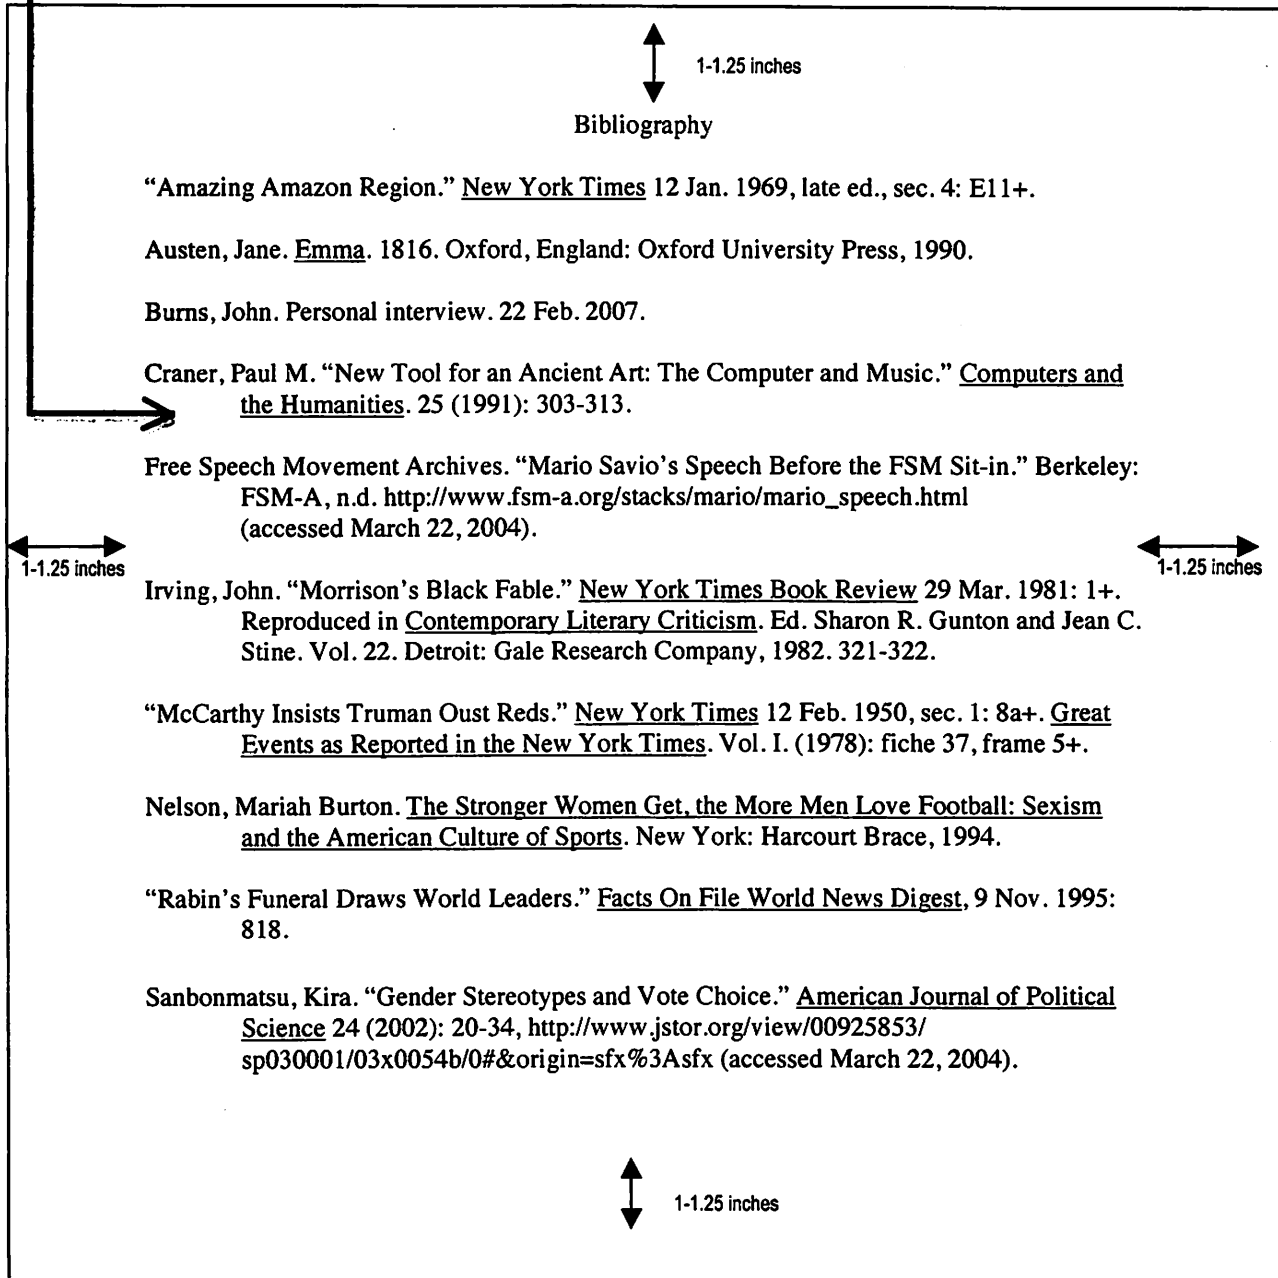 1-1.25 inches
Bibliography
“Amazing Amazon Region.” New York Times 12 Jan. 1969, late ed., sec. 4: E11+.
Austen, Jane. Emma. 1816. Oxford, England: Oxford University Press, 1990.
Burns, John. Personal interview. 22 Feb. 2007.
Craner, Paul M. “New Tool for an Ancient Art: The Computer and Music.” Computers and
the Humanities. 25 (1991): 303-313.
Free Speech Movement Archives. “Mario Savio’s Speech Before the FSM Sit-in.” Berkeley:
FSM-A, n.d. http://www.fsm-a.org/stacks/mario/mario_speech.html
(accessed March 22, 2004).
1-1.25 inches
1-1.25 inches
Irving, John. “Morrison’s Black Fable.” New York Times Book Review 29 Mar. 1981: 1+.
Reproduced in Contemporary Literary Criticism. Ed. Sharon R. Gunton and Jean C.
Stine. Vol. 22. Detroit: Gale Research Company, 1982. 321-322.
“McCarthy Insists Truman Oust Reds.” New York Times 12 Feb. 1950, sec. 1: 8a+. Great
Events as Reported in the New York Times. Vol. I. (1978): fiche 37, frame 5+.
Nelson, Mariah Burton. The Stronger Women Get, the More Men Love Football: Sexism
and the American Culture of Sports. New York: Harcourt Brace, 1994.
“Rabin’s Funeral Draws World Leaders.” Facts On File World News Digest, 9 Nov. 1995:
818.
Sanbonmatsu, Kira. “Gender Stereotypes and Vote Choice.” American Journal of Political
Science 24 (2002): 20-34, http://www.jstor.org/view/00925853/
sp030001/03x0054b/0#&origin=sfx%3Asfx (accessed March 22, 2004).
1-1.25 inches